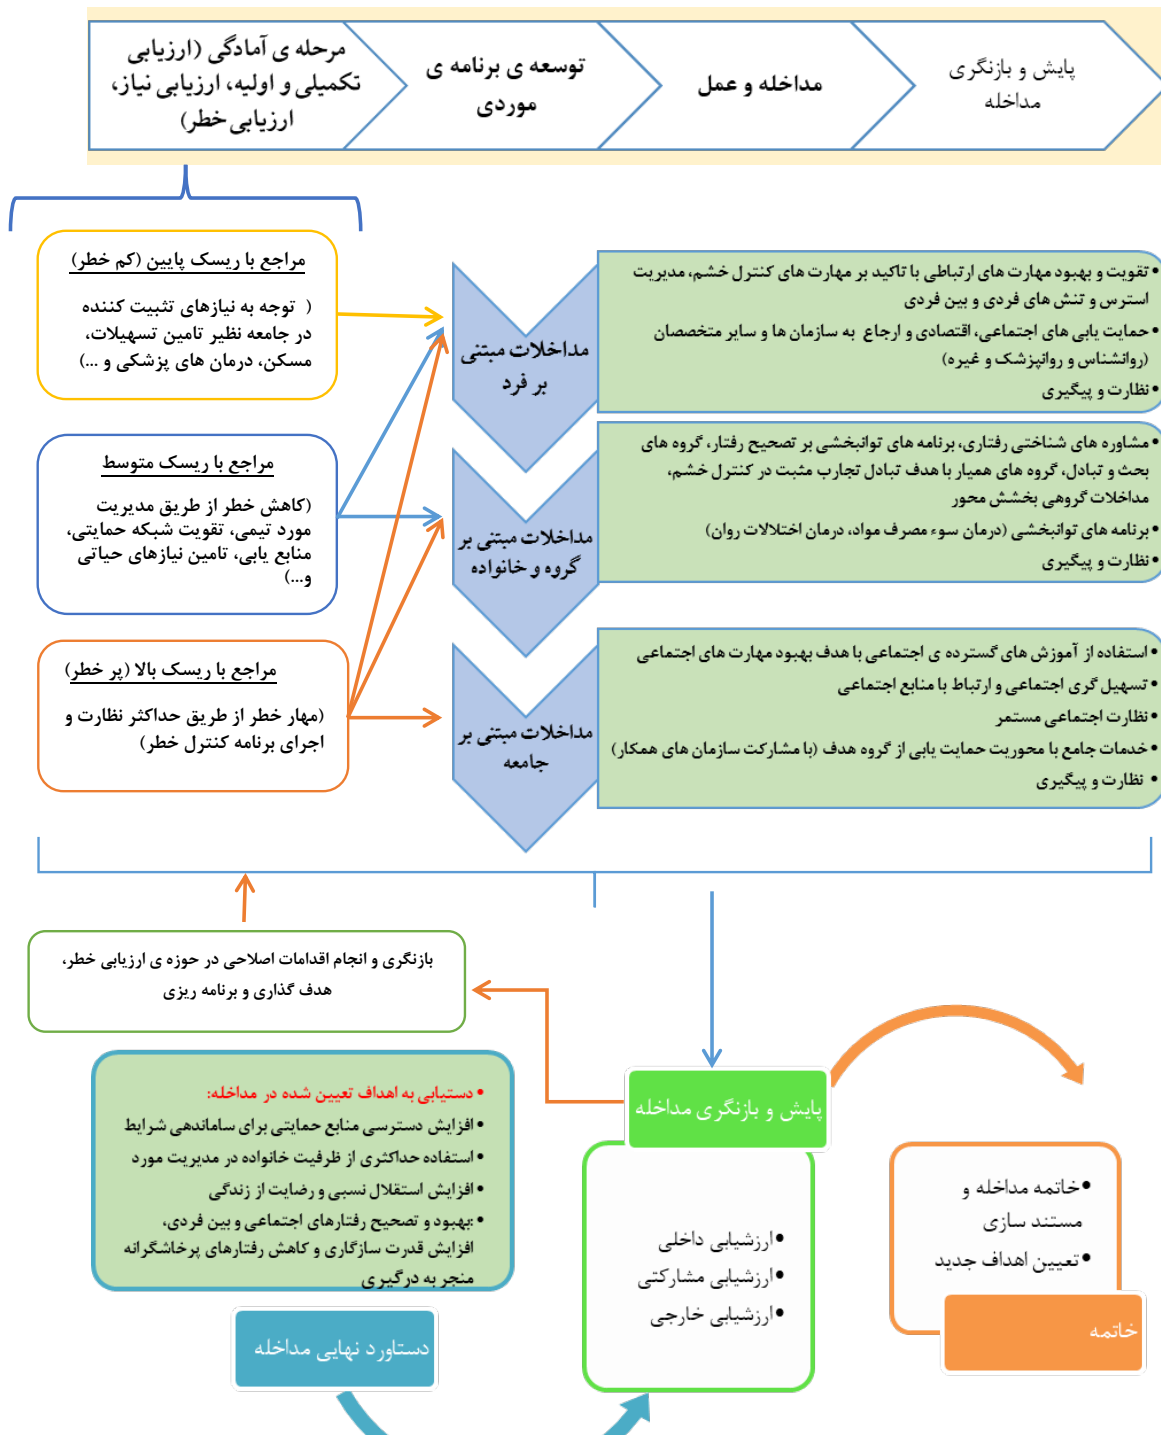 مرحله ی آمادگی (ارزیابی
تکمیلی و اولیه، ارزیابی نیاز،
ارزیابی خطر)
توسعه ی برنامه ی
موردی
مداخله و عمل
پایش و بازنگری
مداخله
مراجع با ریسک پایین (کم خطر)
( توجه به نیازهای تثبیت کننده
در جامعه نظیر تامین تسهیلات،
مسکن، درمان های پزشکی و ...)
مراجع با ریسک متوسط
(کاهش خطر از طریق مدیریت
مورد تیمی، تقویت شبکه حمایتی،
منابع یابی، تامین نیازهای حیاتی
و...)
مراجع با ریسک بالا (پر خطر)
(مهار خطر از طریق حداکثر نظارت و
اجرای برنامه کنترل خطر)
مداخلات مبتنی
بر فرد
•تقویت و بهبود مهارت های ارتباطی با تاکید بر مهارت های کنترل خشم، مدیریت
استرس و تنش های فردی و بین فردی
•حمایت یابی های اجتماعی، اقتصادی و ارجاع به سازمان ها و سایر متخصصان
(روانشناس و روانپزشک و غیره)
•نظارت و پیگیری
مداخلات مبتنی بر
گروه و خانواده
•مشاوره های شناختی رفتاری، برنامه های توانبخشی بر تصحیح رفتار، گروه های
بحث و تبادل، گروه های همیار با هدف تبادل تجارب مثبت در کنترل خشم،
مداخلات گروهی بخشش محور
•برنامه های توانبخشی (درمان سوء مصرف مواد، درمان اختلالات روان)
•نظارت و پیگیری
مداخلات مبتنی بر
جامعه
•استفاده از آموزش های گسترده ی اجتماعی با هدف بهبود مهارت های اجتماعی
•تسهیل گری اجتماعی و ارتباط با منابع اجتماعی
•نظارت اجتماعی مستمر
•خدمات جامع با محوریت حمایت یابی از گروه هدف (با مشارکت سازمان های همکار)
• نظارت و پیگیری
بازنگری و انجام اقدامات اصلاحی در حوزه ی ارزیابی خطر،
هدف گذاری و برنامه ریزی
پایش و بازنگری مداخله
•ارزشیابی داخلی
•ارزشیابی مشارکتی
•ارزشیابی خارجی
•خاتمه مداخله و
مستند سازی
•تعیین اهداف جدید
خاتمه
•دستیابی به اهداف تعیین شده در مداخله:
•افزایش دسترسی منابع حمایتی برای ساماندهی شرایط
•استفاده حداکثری از ظرفیت خانواده در مدیریت مورد
•افزایش استقلال نسبی و رضایت از زندگی
•:بهبود و تصحیح رفتارهای اجتماعی و بین فردی،
افزایش قدرت سازگاری و کاهش رفتارهای پرخاشگرانه
منجر به درگیری
دستاورد نهایی مداخله